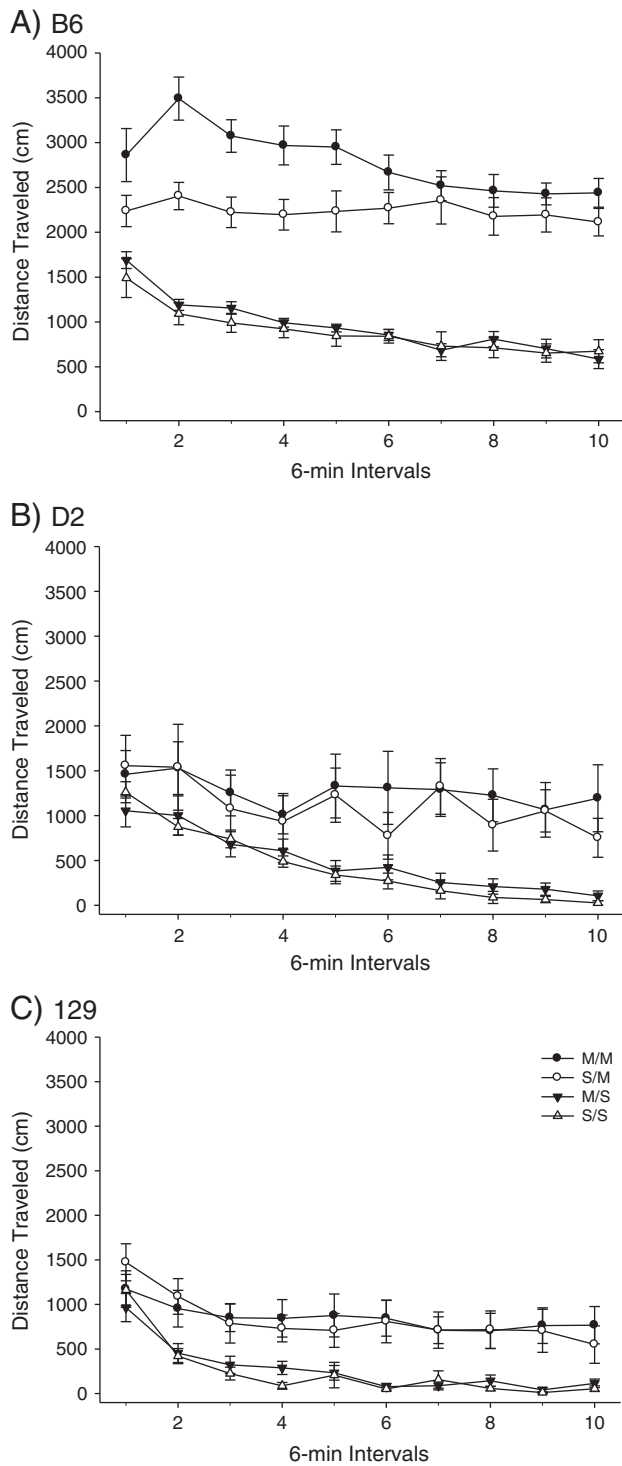 A) B6
4000
3500
3000
2500
2000
1500
1000
500
0
Distance Traveled (cm)
2 4 6 8 10
6-min Intervals
B) D2
4000
3500
3000
2500
2000
1500
1000
500
0
Distance Traveled (cm)
2 4 6 8 10
6-min Intervals
C) 129
4000
3500
3000
2500
2000
1500
1000
500
0
Distance Traveled (cm)
M/M
S/M
M/S
S/S
2 4 6 8 10
6-min Intervals